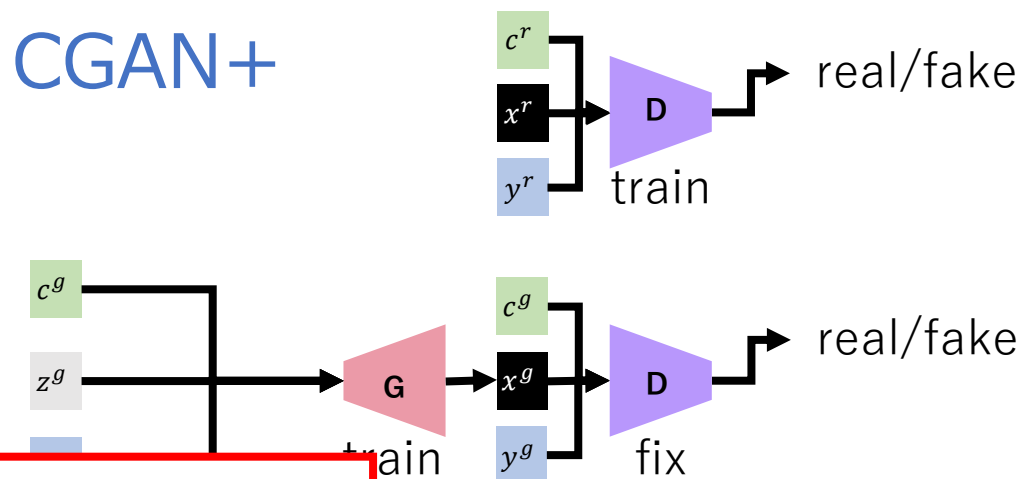 CGAN+
c^r
x^r
D
real/fake
y^r
train
c^g
z^g
G
train
c^g
x^g
D
real/fake
y^g
fix